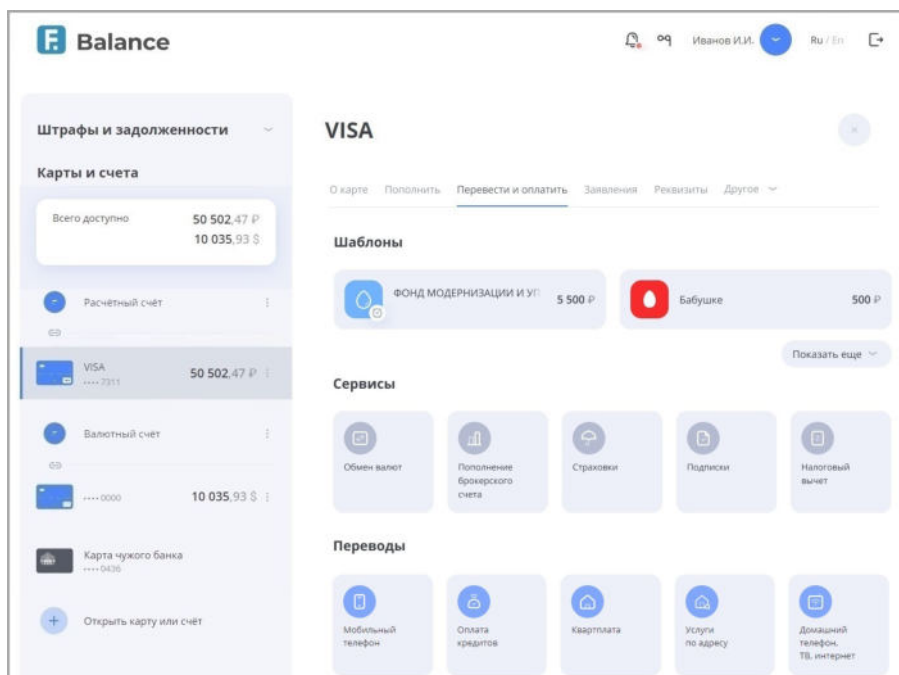 F. Balance
Иванов И.И.
Ru / En
Штрафы и задолженности
Карты и счета
Всего доступно
50 502,47 ₽
10 035,93 $
Расчётный счёт
VISA
•••• 7311
50 502,47 ₽
Валютный счёт
•••• 0000
10 035,93 $
Карта чужого банка
•••• 0436
+ Открыть карту или счёт
VISA
О карте Пополнить Перевести и оплатить Заявления Реквизиты Другое
Шаблоны
ФОНД МОДЕРНИЗАЦИИ И УП
5 500 ₽
Бабушке
500 ₽
Показать еще
Сервисы
Обмен валют
Пополнение
брокерского
счета
Страховки
Подписки
Налоговый
вычет
Переводы
Мобильный
телефон
Оплата
кредитов
Квартплата
Услуги
по адресу
Домашний
телефон,
ТВ, интернет